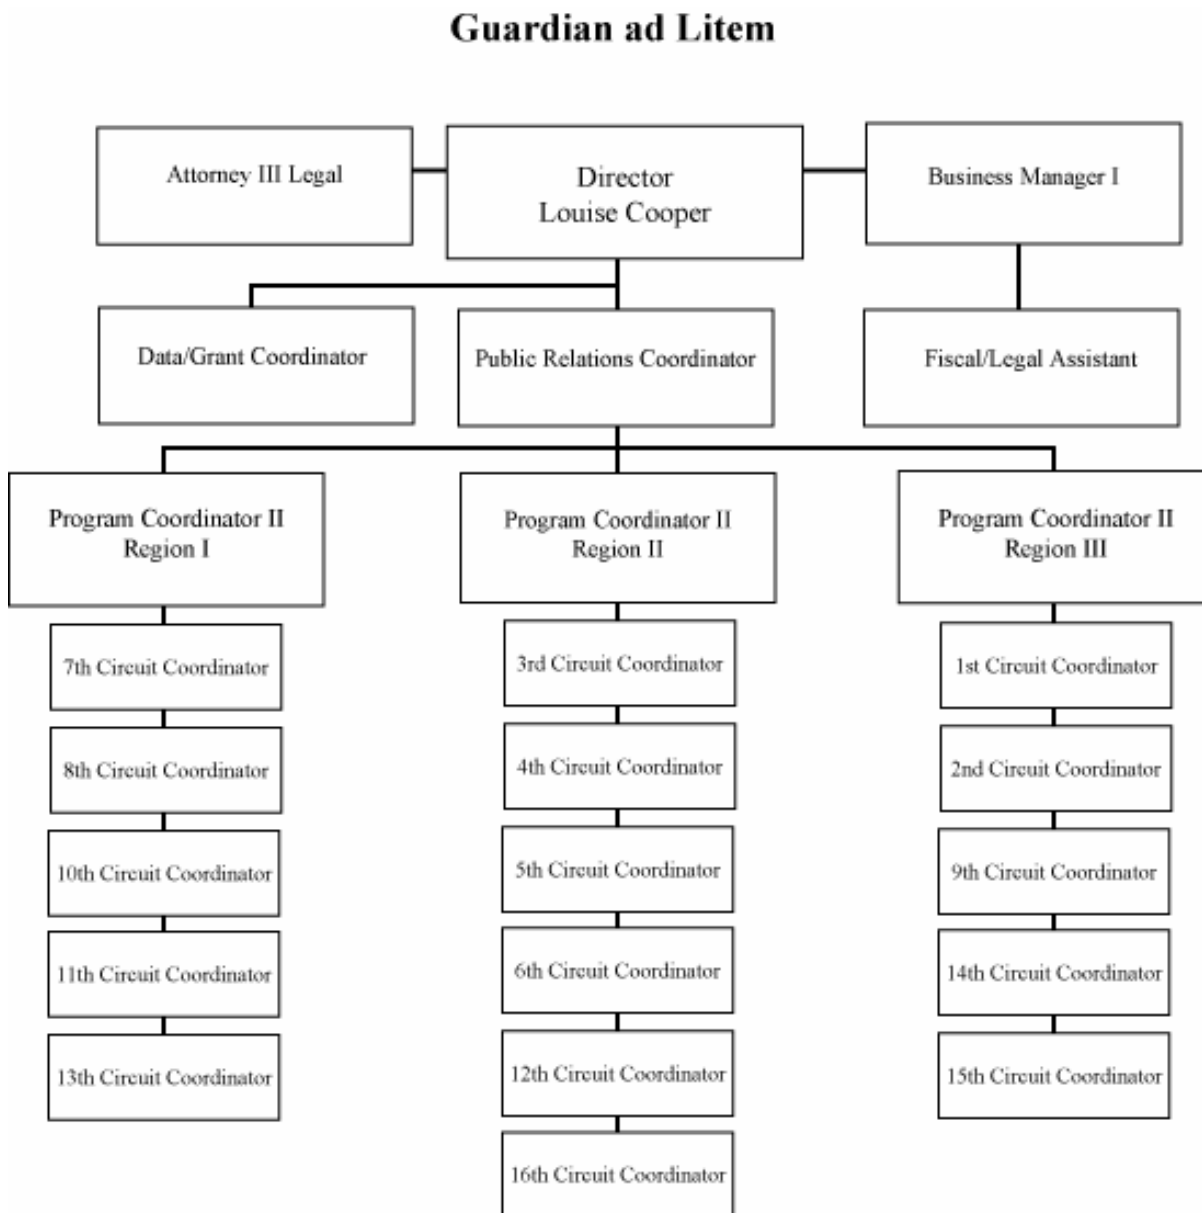 Guardian ad Litem
Attorney III Legal
Director
Louise Cooper
Business Manager I
Data/Grant Coordinator
Public Relations Coordinator
Fiscal/Legal Assistant
Program Coordinator II
Region I
Program Coordinator II
Region II
Program Coordinator II
Region III
7th Circuit Coordinator
8th Circuit Coordinator
10th Circuit Coordinator
11th Circuit Coordinator
13th Circuit Coordinator
3rd Circuit Coordinator
4th Circuit Coordinator
5th Circuit Coordinator
6th Circuit Coordinator
12th Circuit Coordinator
16th Circuit Coordinator
1st Circuit Coordinator
2nd Circuit Coordinator
9th Circuit Coordinator
14th Circuit Coordinator
15th Circuit Coordinator